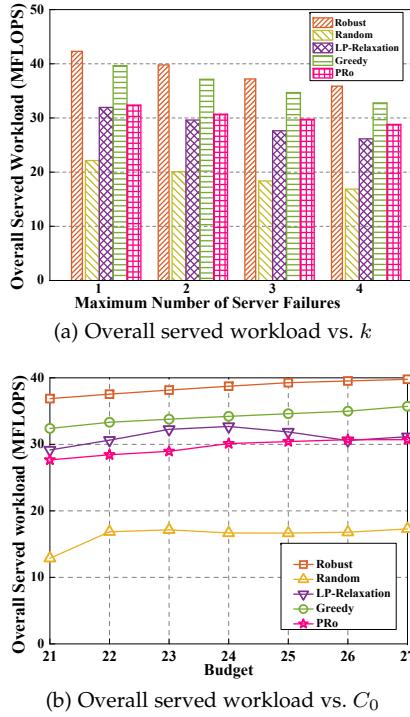 Overall Served Workload (MFLOPS)
50
40
30
20
10
0
Robust
Random
LP-Relaxation
Greedy
PRo
1 2 3 4
Maximum Number of Server Failures
(a) Overall served workload vs. k
Overall Served workload (MFLOPS)
40
30
20
10
0
Robust
Random
LP-Relaxation
Greedy
PRo
21 22 23 24 25 26 27
Budget
(b) Overall served workload vs. C₀